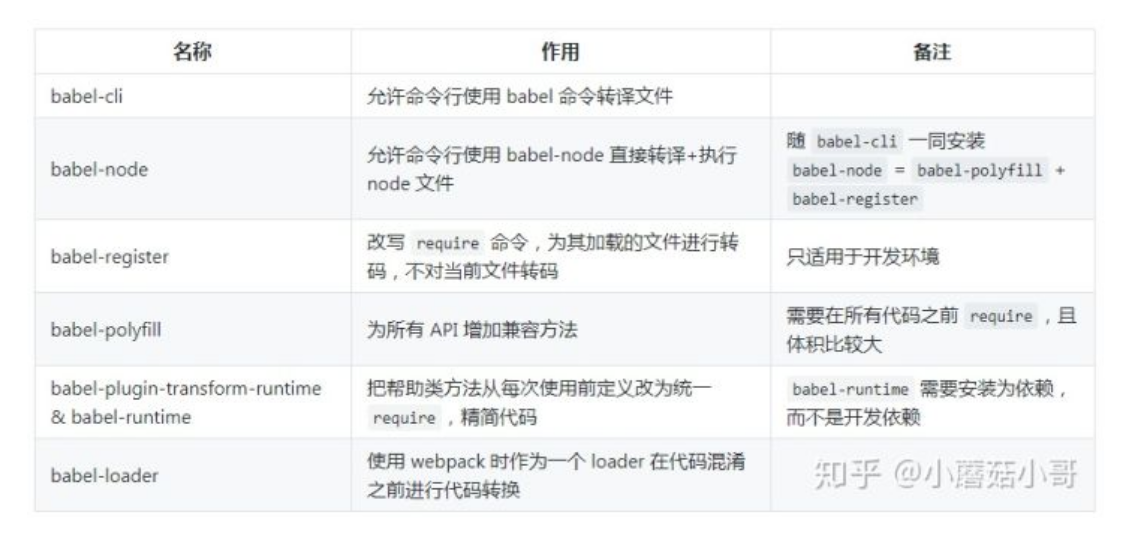 名称 作用 备注
babel-cli 允许命令行使用 babel 命令转译文件
babel-node
允许命令行使用 babel-node 直接转译+执行
node 文件
随 babel-cli 一同安装
babel-node = babel-polyfill +
babel-register
babel-register
改写 require 命令，为其加载的文件进行转
码，不对当前文件转码
只适用于开发环境
babel-polyfill
为所有 API 增加兼容方法
需要在所有代码之前 require ，且
体积比较大
babel-plugin-transform-runtime
& babel-runtime
把帮助类方法从每次使用前定义改为统一
require ，精简代码
babel-runtime 需要安装为依赖，
而不是开发依赖
babel-loader
使用 webpack 时作为一个 loader 在代码混淆
之前进行代码转换
知乎 @小蘑菇小哥